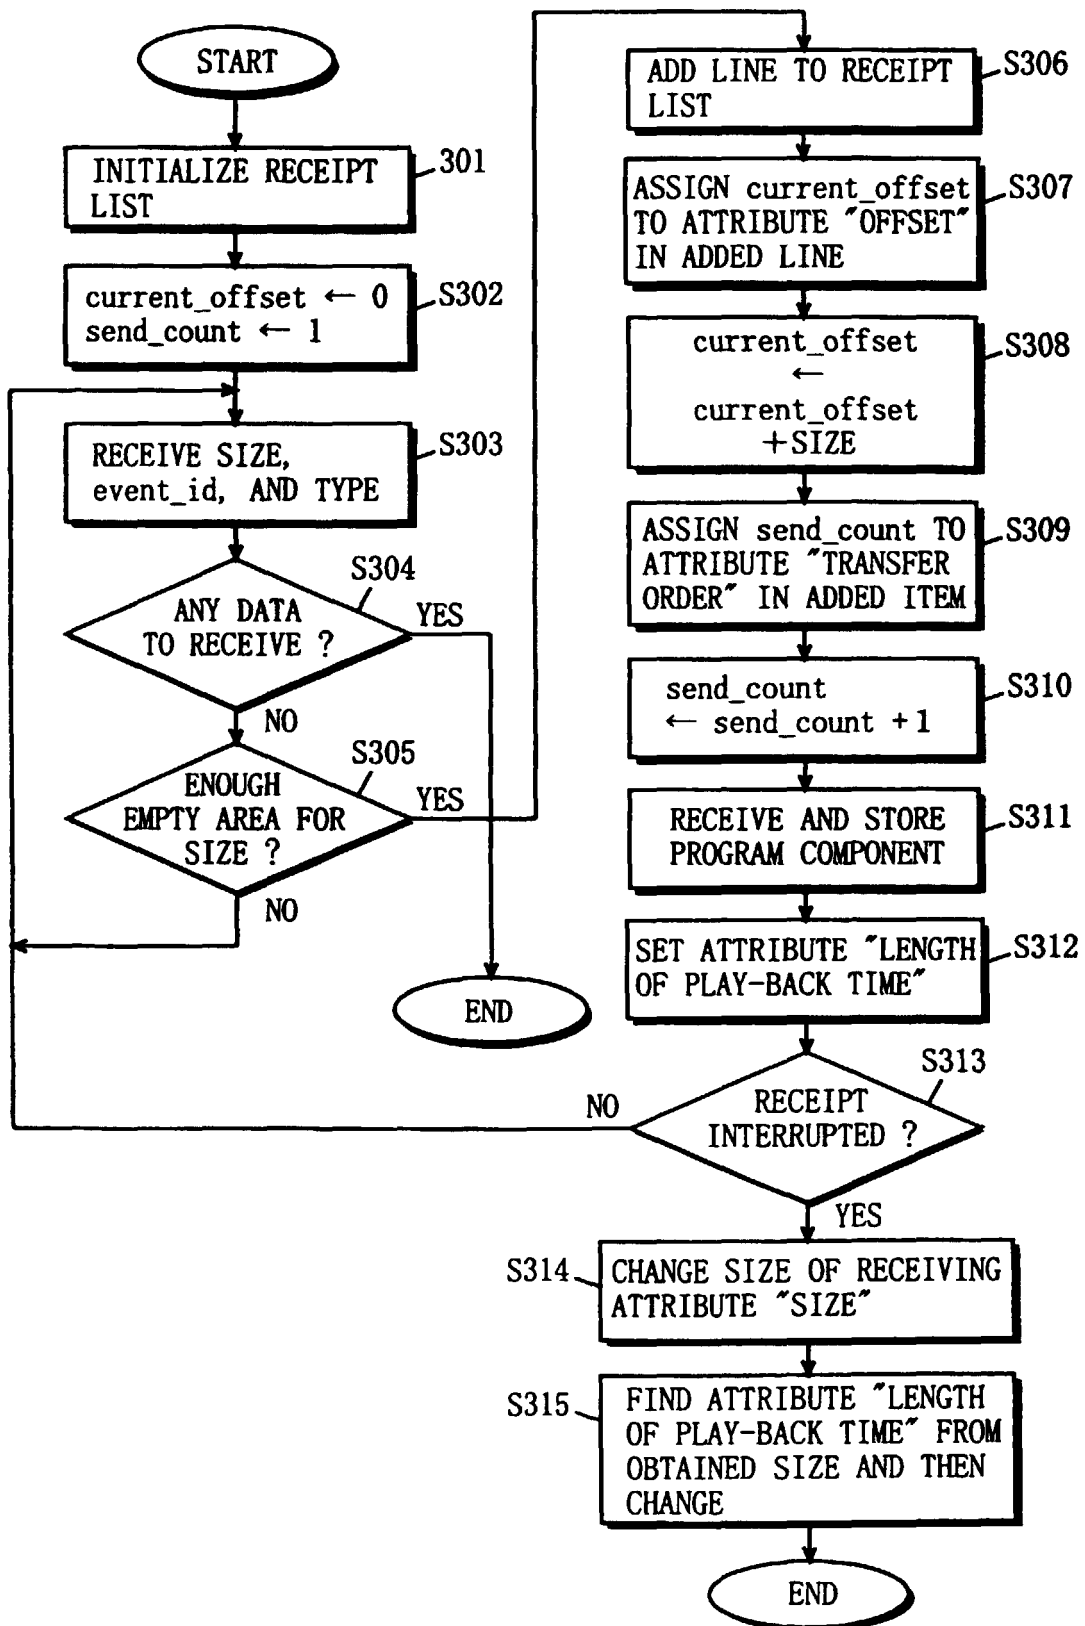 START
301
INITIALIZE RECEIPT
LIST
S302
current_offset ← 0
send_count ← 1
S303
RECEIVE SIZE,
event_id, AND TYPE
S304
ANY DATA
TO RECEIVE ?
YES
NO
S305
ENOUGH
EMPTY AREA FOR
SIZE ?
YES
NO
END
S306
ADD LINE TO RECEIPT
LIST
S307
ASSIGN current_offset
TO ATTRIBUTE "OFFSET"
IN ADDED LINE
S308
current_offset
←
current_offset
+SIZE
S309
ASSIGN send_count TO
ATTRIBUTE "TRANSFER
ORDER" IN ADDED ITEM
S310
send_count
← send_count +1
S311
RECEIVE AND STORE
PROGRAM COMPONENT
S312
SET ATTRIBUTE "LENGTH
OF PLAY-BACK TIME"
S313
RECEIPT
INTERRUPTED ?
NO
YES
S314
CHANGE SIZE OF RECEIVING
ATTRIBUTE "SIZE"
S315
FIND ATTRIBUTE "LENGTH
OF PLAY-BACK TIME" FROM
OBTAINED SIZE AND THEN
CHANGE
END